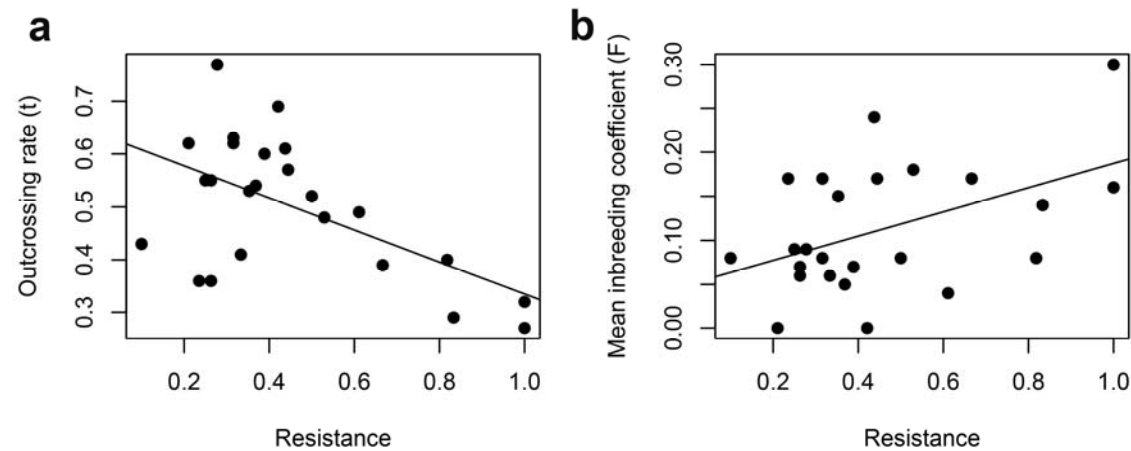 a
Outcrossing rate (t)
0.7
0.6
0.5
0.4
0.3
0.2 0.4 0.6 0.8 1.0
Resistance
b
Mean inbreeding coefficient (F)
0.30
0.20
0.10
0.00
0.2 0.4 0.6 0.8 1.0
Resistance